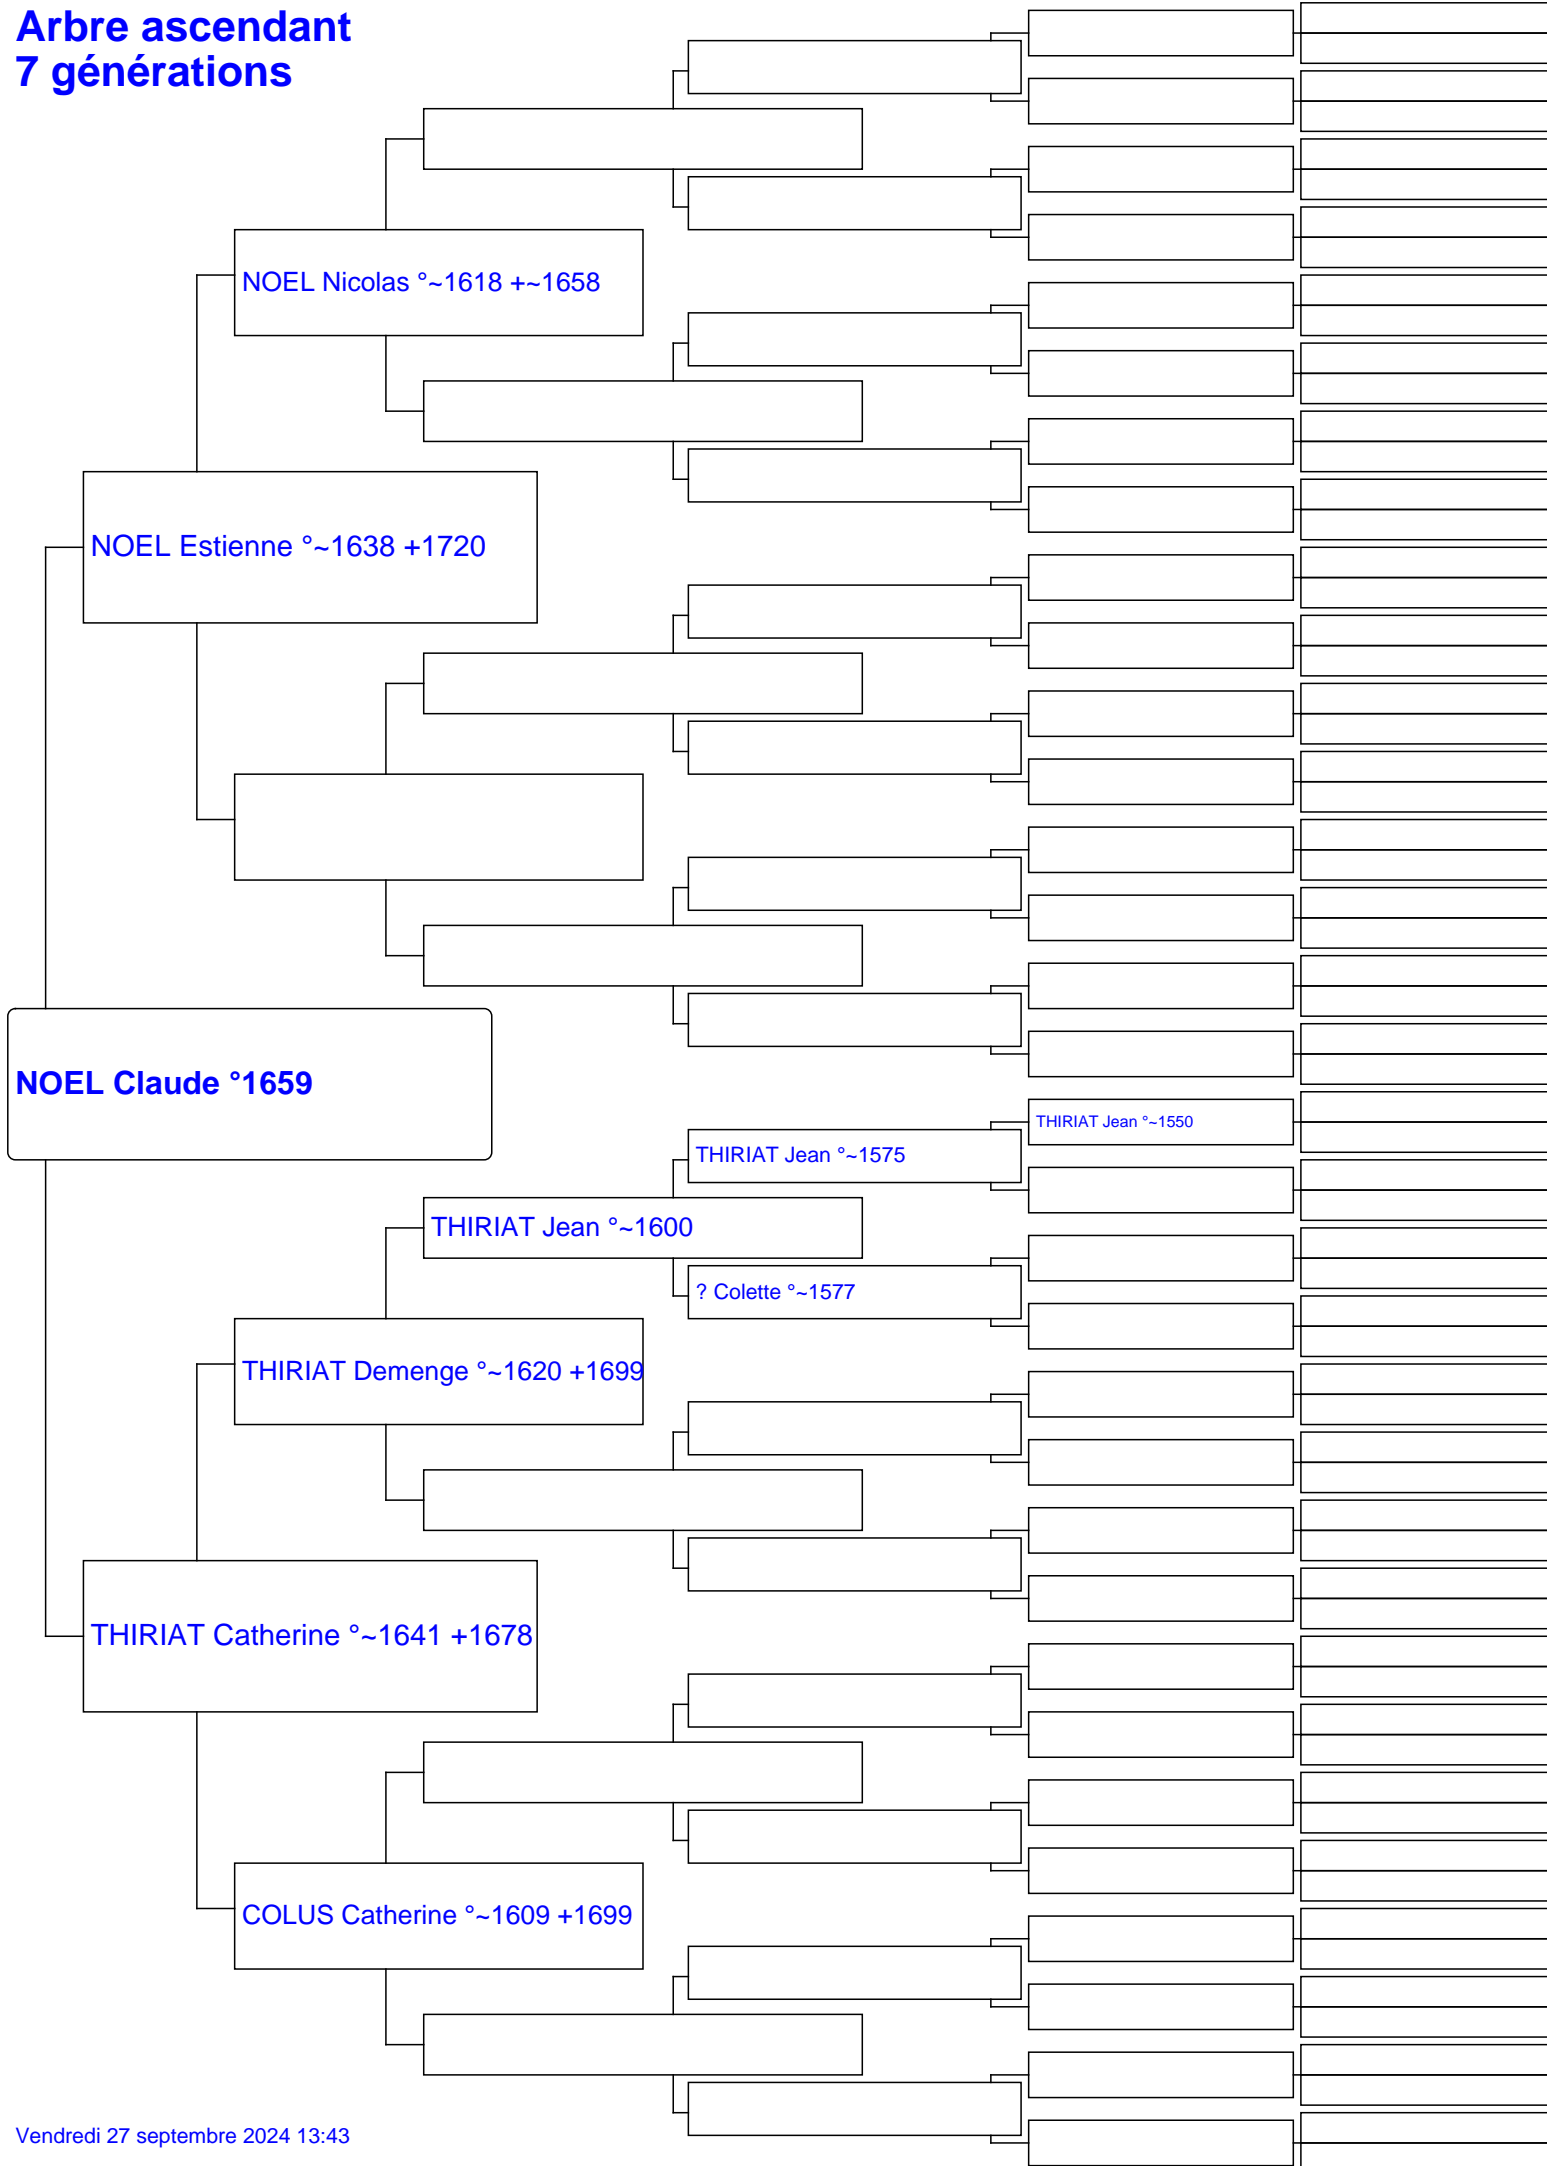 Arbre ascendant
7 générations
NOEL Nicolas °~1618 +~1658
NOEL Estienne °~1638 +1720
NOEL Claude °1659
THIRIAT Jean °~1550
THIRIAT Jean °~1575
THIRIAT Jean °~1600
? Colette °~1577
THIRIAT Demenge °~1620 +1699
THIRIAT Catherine °~1641 +1678
COLUS Catherine °~1609 +1699
Vendredi 27 septembre 2024 13:43